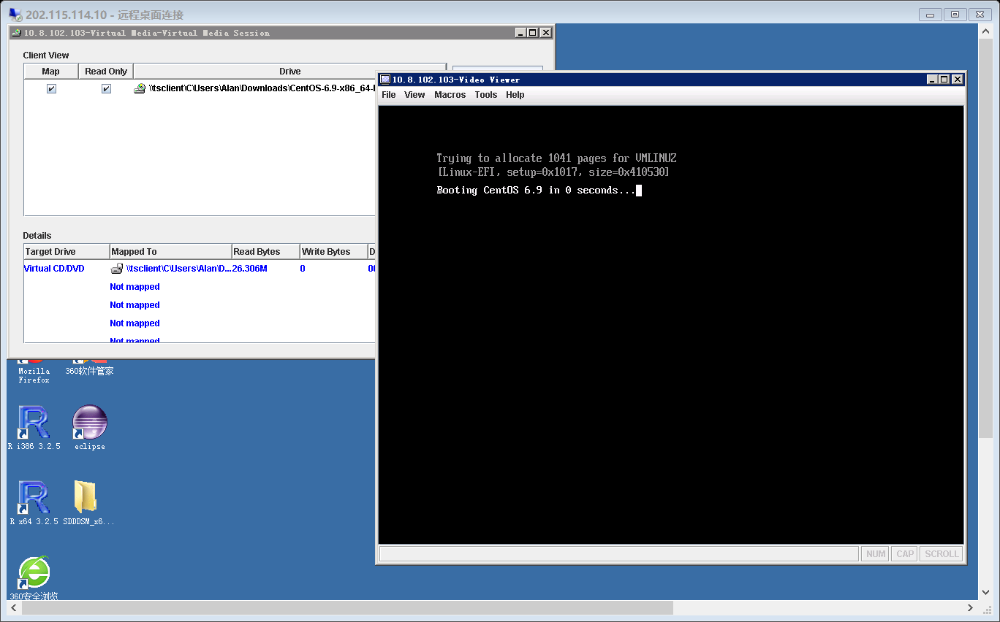 202.115.114.10 - 远程桌面连接
10.8.102.103-Virtual Media-Virtual Media Session
Client View
Map Read Only Drive
\\tsclient\C\Users\Alan\Downloads\CentOS-6.9-x86_64-
Details
Target Drive Mapped To Read Bytes Write Bytes D
Virtual CD/DVD \\tsclient\C\Users\Alan\D... 26.306M 0
Not mapped
Not mapped
Not mapped
Not mapped
10.8.102.103-Video Viewer
File View Macros Tools Help
Trying to allocate 1041 pages for VMLINUZ
[Linux-EFI, setup=0x1017, size=0x410530]
Booting CentOS 6.9 in 0 seconds...
NUM CAP SCROLL
Mozilla
Firefox
360软件管家
R i386 3.2.5
eclipse
R x64 3.2.5
SDDDSM_x6...
360安全浏览